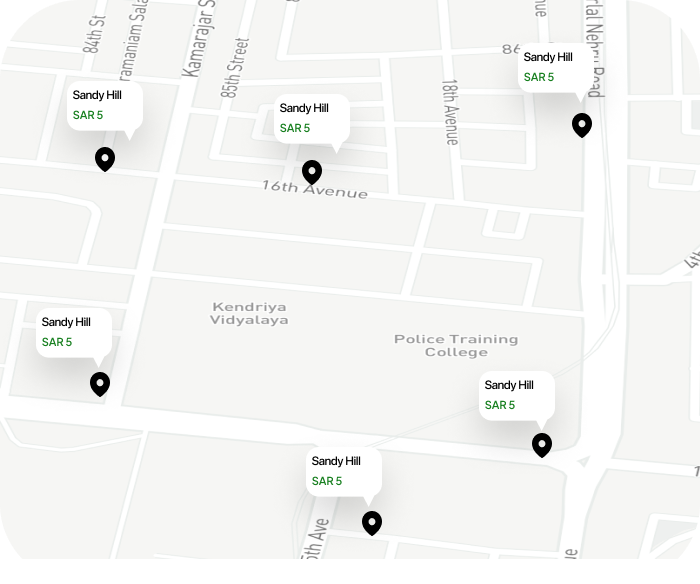 84th St
ramaniam Sala
Kamarajar S
85th Street
18th Avenue
Sandy Hill
SAR 5
Sandy Hill
SAR 5
Sandy Hill
SAR 5
16th Avenue
Kendriya
Vidyalaya
Police Training
College
Sandy Hill
SAR 5
Sandy Hill
SAR 5
Sandy Hill
SAR 5